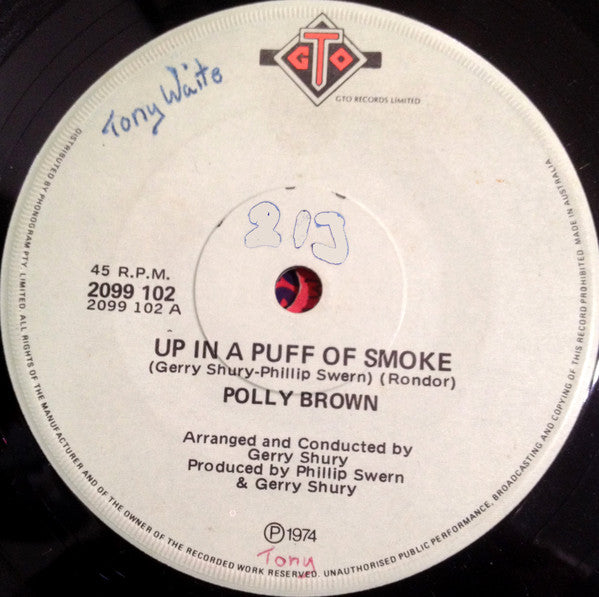 GTO
GTO RECORDS LIMITED
Tony Waite
45 R.P.M.
2099 102
2099 102 A
UP IN A PUFF OF SMOKE
(Gerry Shury-Phillip Swern) (Rondor)
POLLY BROWN
Arranged and Conducted by
Gerry Shury
Produced by Phillip Swern
& Gerry Shury
Ⓟ1974
Tony
DISTRIBUTED BY PHONOGRAM PTY. LIMITED. ALL RIGHTS OF THE MANUFACTURER AND OF THE OWNER OF THE RECORDED WORK RESERVED. UNAUTHORISED PUBLIC PERFORMANCE, BROADCASTING AND COPYING OF THIS RECORD PROHIBITED MADE IN AUSTRALIA